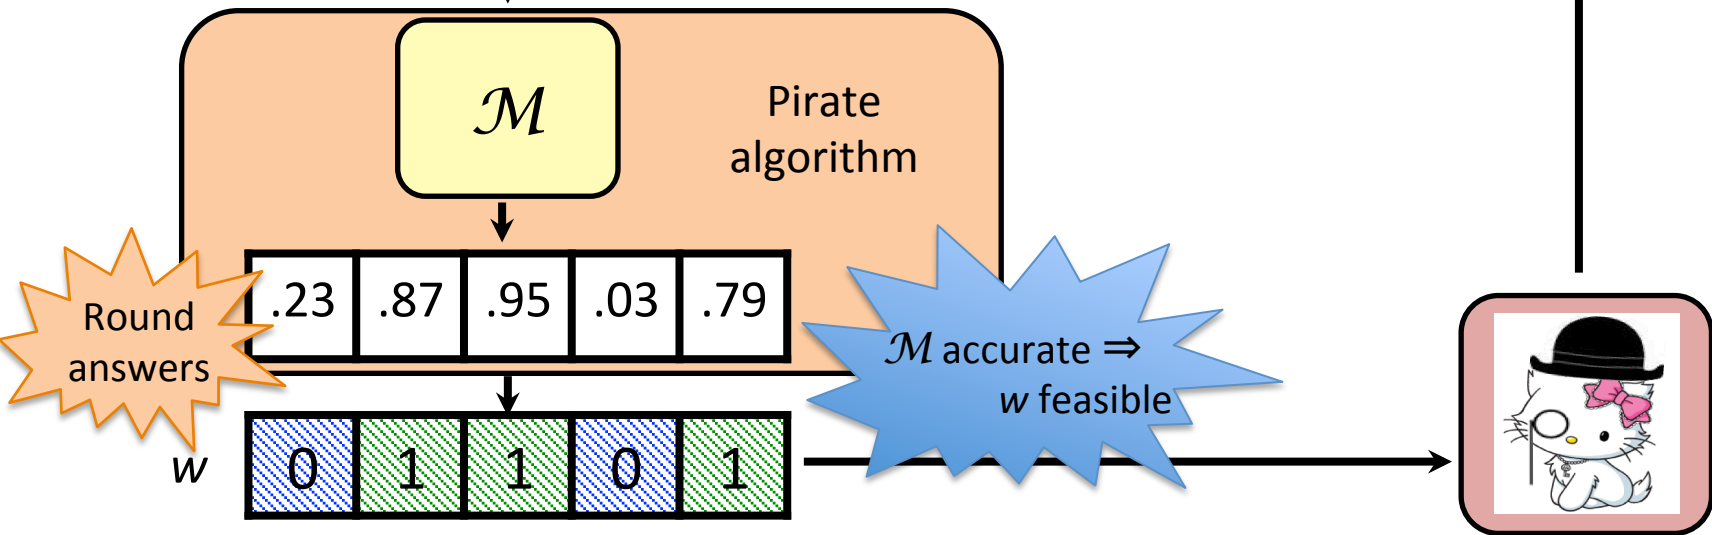 ℳ
Pirate
algorithm
Round
answers
.23 .87 .95 .03 .79
ℳ accurate ⇒
w feasible
w
0 1 1 0 1